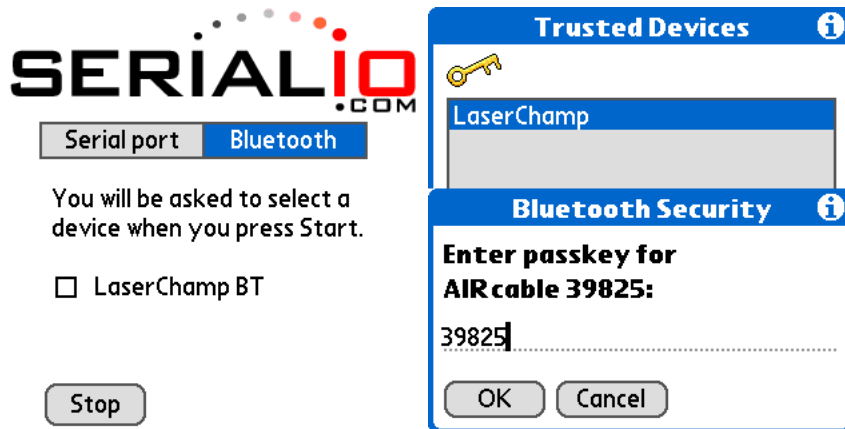 SERIALIO
.COM
Serial port
Bluetooth
You will be asked to select a
device when you press Start.
LaserChamp BT
Stop
Trusted Devices
i
LaserChamp
Bluetooth Security
i
Enter passkey for
AIRcable 39825:
39825
OK
Cancel